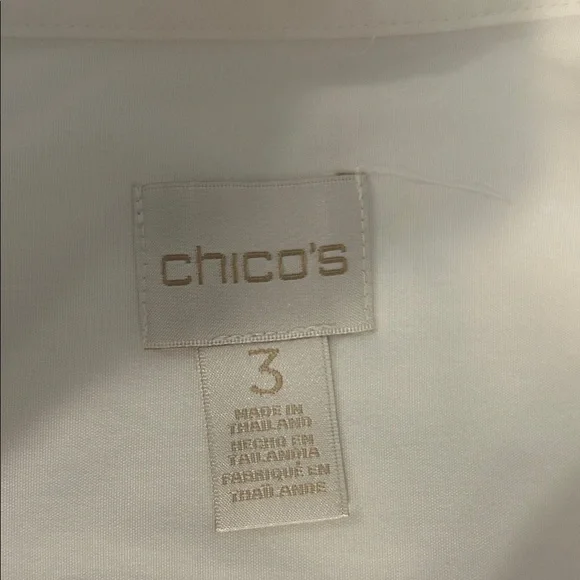 chico's
3
MADE IN
THAILAND
HECHO EN
TAILANDIA
FABRIQUÉ EN
THAÏLANDE